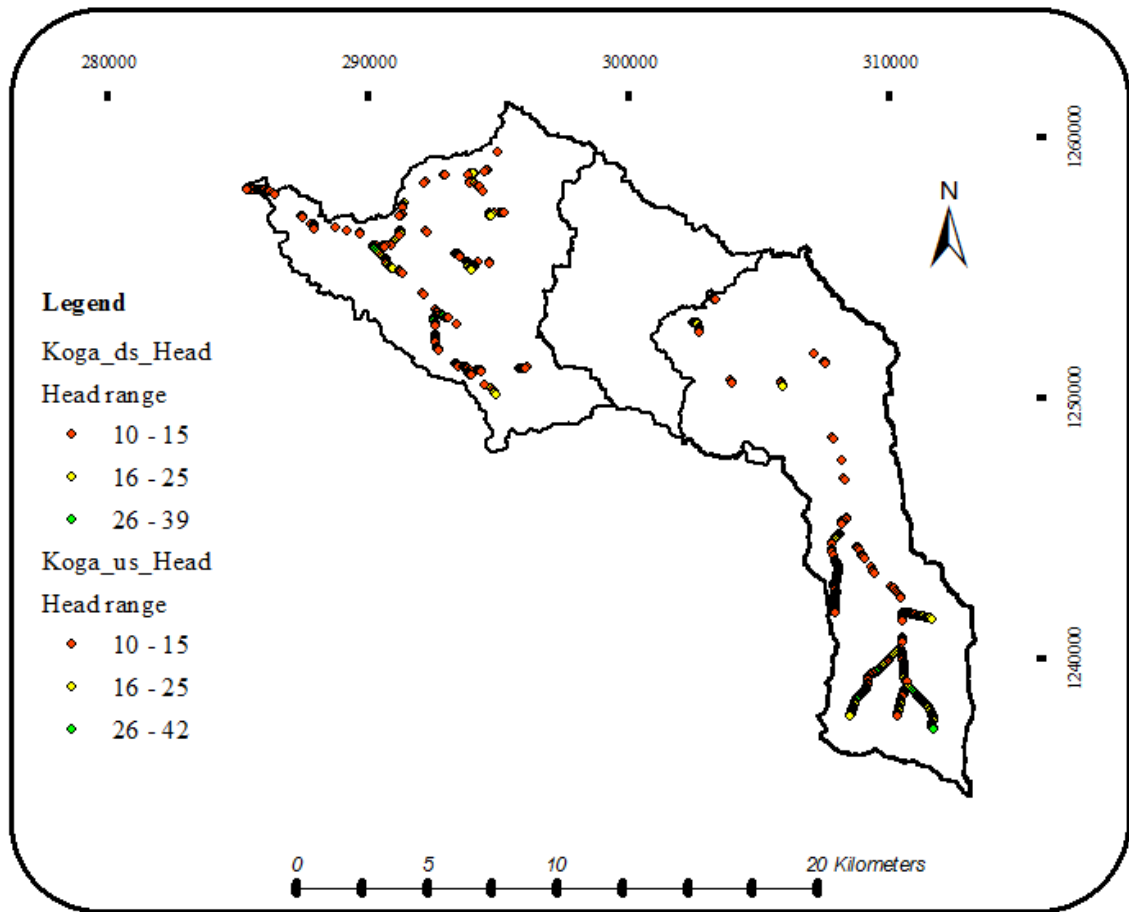 280000 290000 300000 310000
1260000
N
1250000
Legend
Koga_ds_Head
Head range
10 - 15
16 - 25
26 - 39
Koga_us_Head
Head range
10 - 15
16 - 25
26 - 42
1240000
0 5 10 20 Kilometers